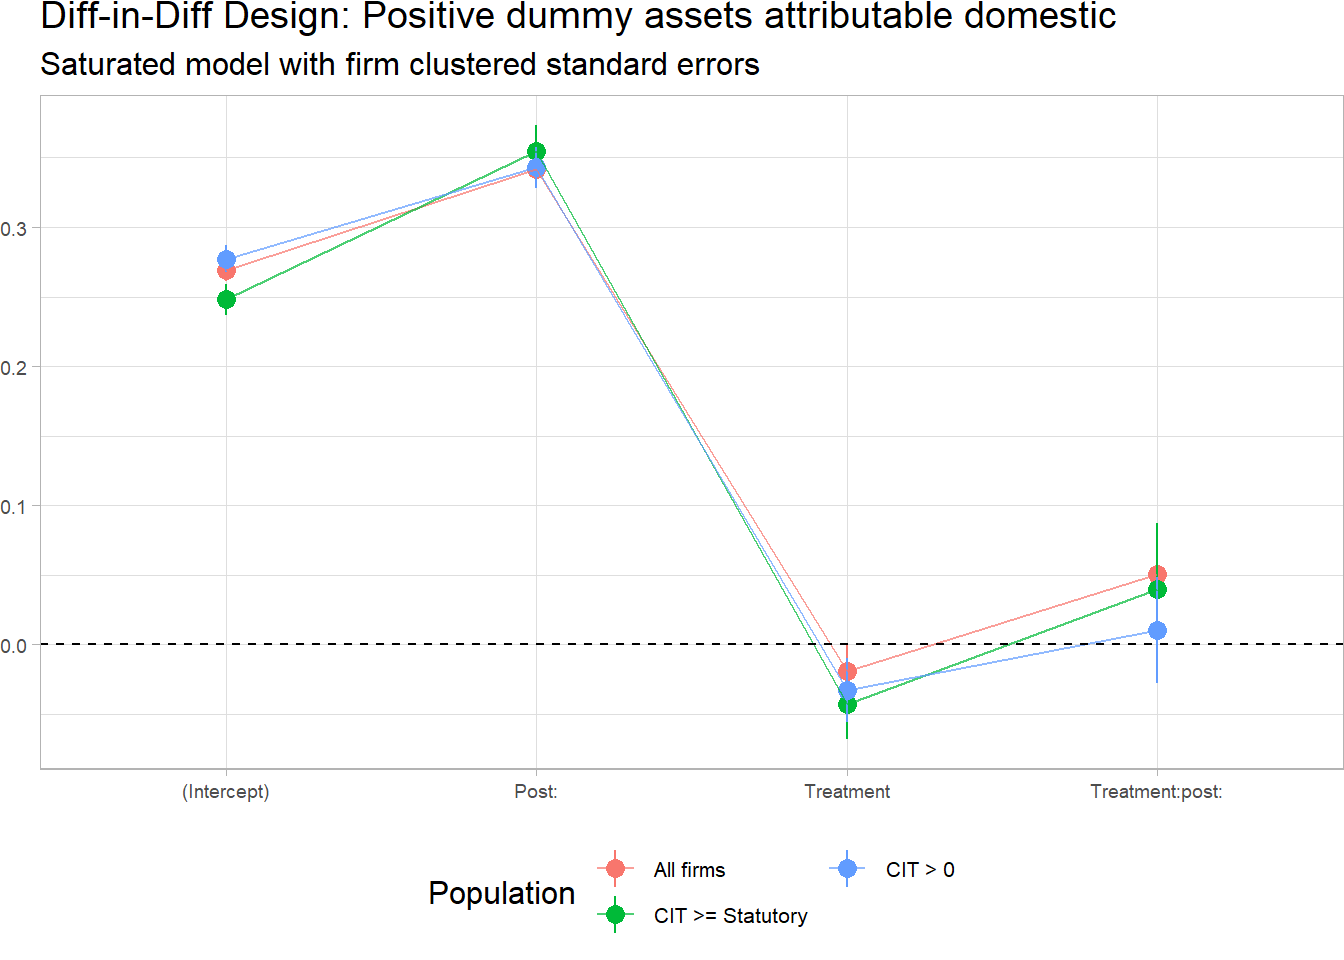 Diff-in-Diff Design: Positive dummy assets attributable domestic
Saturated model with firm clustered standard errors
0.3
0.2
0.1
0.0
(Intercept)
Post:
Treatment
Treatment:post:
Population
All firms
CIT > 0
CIT >= Statutory